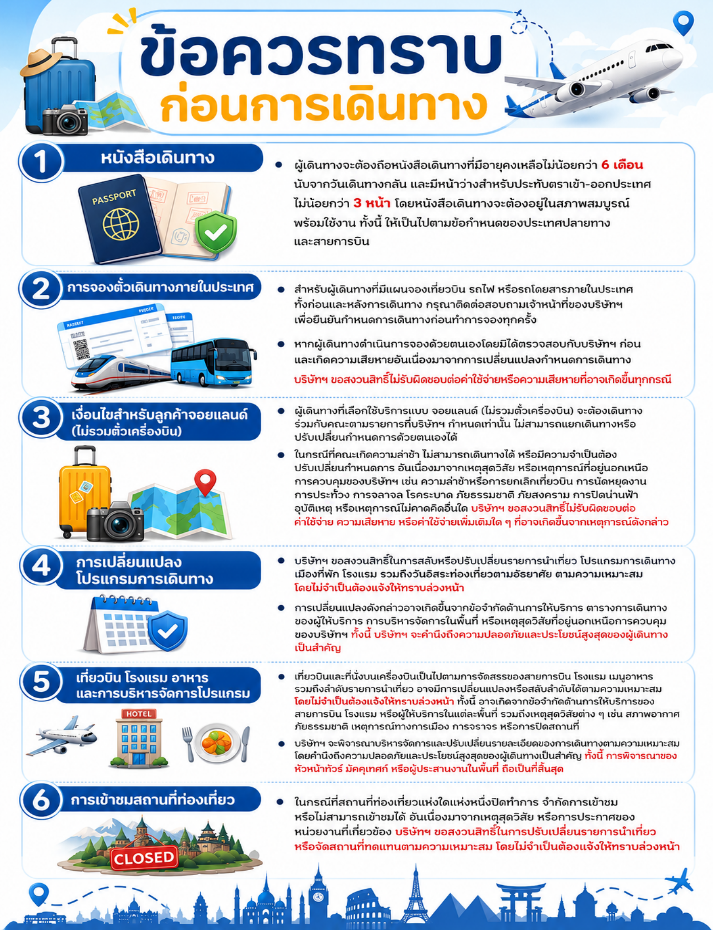 ข้อควรทราบ
ก่อนการเดินทาง
1
หนังสือเดินทาง
PASSPORT
• ผู้เดินทางจะต้องถือหนังสือเดินทางที่มีอายุคงเหลือไม่น้อยกว่า 6 เดือน
นับจากวันเดินทางกลับ และมีหน้าว่างสำหรับประทับตราเข้า-ออกประเทศ
ไม่น้อยกว่า 3 หน้า โดยหนังสือเดินทางจะต้องอยู่ในสภาพสมบูรณ์
พร้อมใช้งาน ทั้งนี้ ให้เป็นไปตามข้อกำหนดของประเทศปลายทาง
และสายการบิน
2
การจองตั๋วเดินทางภายในประเทศ
• สำหรับผู้เดินทางที่มีแผนจองเที่ยวบิน รถไฟ หรือรถโดยสารภายในประเทศ
ทั้งก่อนและหลังการเดินทาง กรุณาติดต่อสอบถามเจ้าหน้าที่ของบริษัทฯ
เพื่อยืนยันกำหนดการเดินทางก่อนทำการจองทุกครั้ง
• หากผู้เดินทางดำเนินการจองด้วยตนเองโดยมิได้ตรวจสอบกับบริษัทฯ ก่อน
และเกิดความเสียหายอันเนื่องมาจากการเปลี่ยนแปลงกำหนดการเดินทาง
บริษัทฯ ขอสงวนสิทธิ์ไม่รับผิดชอบต่อค่าใช้จ่ายหรือความเสียหายที่อาจเกิดขึ้นทุกกรณี
3
เงื่อนไขสำหรับลูกค้าจอยแลนด์
(ไม่รวมตั๋วเครื่องบิน)
• ผู้เดินทางที่เลือกใช้บริการแบบ จอยแลนด์ (ไม่รวมตั๋วเครื่องบิน) จะต้องเดินทาง
ร่วมกับคณะตามรายการที่บริษัทฯ กำหนดเท่านั้น ไม่สามารถแยกเดินทางหรือ
ปรับเปลี่ยนกำหนดการด้วยตนเองได้
• ในกรณีที่คณะเกิดความล่าช้า ไม่สามารถเดินทางได้ หรือมีความจำเป็นต้อง
ปรับเปลี่ยนกำหนดการ อันเนื่องมาจากเหตุสุดวิสัย หรือเหตุการณ์ที่อยู่นอกเหนือ
การควบคุมของบริษัทฯ เช่น ความล่าช้าหรือการยกเลิกเที่ยวบิน การนัดหยุดงาน
การประท้วง การจลาจล โรคระบาด ภัยธรรมชาติ ภัยสงคราม การปิดน่านฟ้า
อุบัติเหตุ หรือเหตุการณ์ไม่คาดคิดอื่นใด บริษัทฯ ขอสงวนสิทธิ์ไม่รับผิดชอบต่อ
ค่าใช้จ่าย ความเสียหาย หรือค่าใช้จ่ายเพิ่มเติมใด ๆ ที่อาจเกิดขึ้นจากเหตุการณ์ดังกล่าว
4
การเปลี่ยนแปลง
โปรแกรมการเดินทาง
• บริษัทฯ ขอสงวนสิทธิ์ในการสลับหรือปรับเปลี่ยนรายการนำเที่ยว โปรแกรมการเดินทาง
เมืองที่พัก โรงแรม รวมถึงวันอิสระท่องเที่ยวตามอัธยาศัย ตามความเหมาะสม
โดยไม่จำเป็นต้องแจ้งให้ทราบล่วงหน้า
• การเปลี่ยนแปลงดังกล่าวอาจเกิดขึ้นจากข้อจำกัดด้านการให้บริการ ตารางการเดินทาง
ของผู้ให้บริการ การบริหารจัดการในพื้นที่ หรือเหตุสุดวิสัยที่อยู่นอกเหนือการควบคุม
ของบริษัทฯ ทั้งนี้ บริษัทฯ จะคำนึงถึงความปลอดภัยและประโยชน์สูงสุดของผู้เดินทาง
เป็นสำคัญ
5
เที่ยวบิน โรงแรม อาหาร
และการบริหารจัดการโปรแกรม
HOTEL
• เที่ยวบินและที่นั่งบนเครื่องบินเป็นไปตามการจัดสรรของสายการบิน โรงแรม เมนูอาหาร
รวมถึงลำดับรายการนำเที่ยว อาจมีการเปลี่ยนแปลงหรือสลับลำดับได้ตามความเหมาะสม
โดยไม่จำเป็นต้องแจ้งให้ทราบล่วงหน้า ทั้งนี้ อาจเกิดจากข้อจำกัดด้านการให้บริการของ
สายการบิน โรงแรม หรือผู้ให้บริการในแต่ละพื้นที่ รวมถึงเหตุสุดวิสัยต่าง ๆ เช่น สภาพอากาศ
ภัยธรรมชาติ เหตุการณ์ทางการเมือง การจราจร หรือการปิดสถานที่
• บริษัทฯ จะพิจารณาบริหารจัดการและปรับเปลี่ยนรายละเอียดของการเดินทางตามความเหมาะสม
โดยคำนึงถึงความปลอดภัยและประโยชน์สูงสุดของผู้เดินทางเป็นสำคัญ ทั้งนี้ การพิจารณาของ
หัวหน้าทัวร์ มัคคุเทศก์ หรือผู้ประสานงานในพื้นที่ ถือเป็นที่สิ้นสุด
6
การเข้าชมสถานที่ท่องเที่ยว
CLOSED
• ในกรณีที่สถานที่ท่องเที่ยวแห่งใดแห่งหนึ่งปิดทำการ จำกัดการเข้าชม
หรือไม่สามารถเข้าชมได้ อันเนื่องมาจากเหตุสุดวิสัย หรือการประกาศของ
หน่วยงานที่เกี่ยวข้อง บริษัทฯ ขอสงวนสิทธิ์ในการปรับเปลี่ยนรายการนำเที่ยว
หรือจัดสถานที่ทดแทนตามความเหมาะสม โดยไม่จำเป็นต้องแจ้งให้ทราบล่วงหน้า